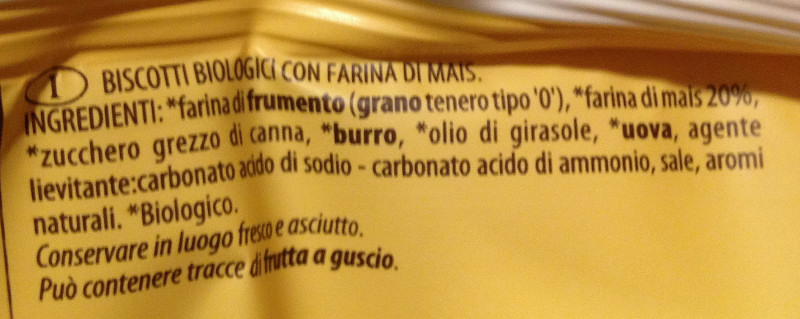 I BISCOTTI BIOLOGICI CON FARINA DI MAIS.
INGREDIENTI: *farina di frumento (grano tenero tipo '0'), *farina di mais 20%,
*zucchero grezzo di canna, *burro, *olio di girasole, *uova, agente
lievitante:carbonato acido di sodio - carbonato acido di ammonio, sale, aromi
naturali. *Biologico.
Conservare in luogo fresco e asciutto.
Può contenere tracce di frutta a guscio.